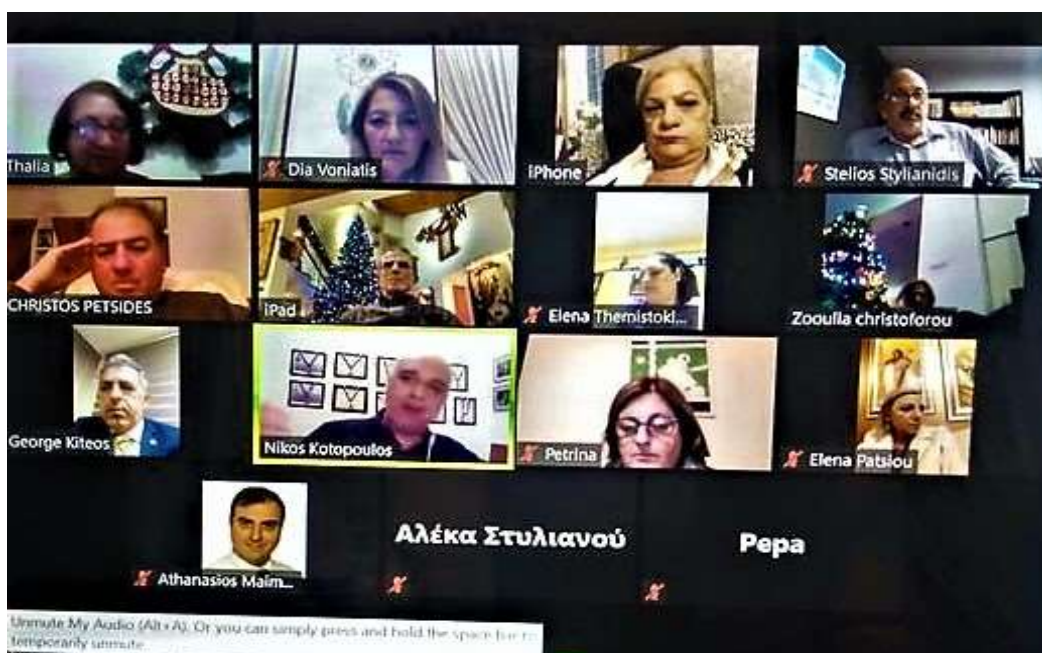 Thalia
Dia Voniatis
iPhone
Stelios Stylianidis
CHRISTOS PETSIDES
iPad
Elena Themistokl...
Zooulla christoforou
George Kiteos
Nikos Kotopoulos
Petrina
Elena Patsiou
Athanasios Maim...
Αλέκα Στυλιανού
Pepa
Unmute My Audio (Alt+A). Or you can simply press and hold the space bar to
temporarily unmute.